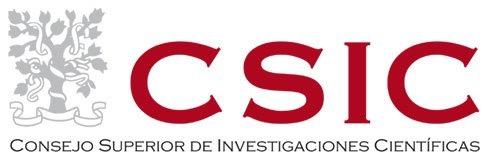 CSIC
CONSEJO SUPERIOR DE INVESTIGACIONES CIENTÍFICAS